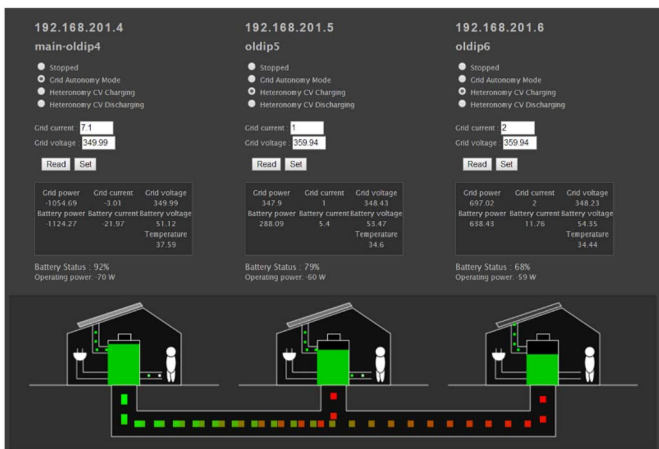 192.168.201.4
main-oldip4
Stopped
Grid Autonomy Mode
Heteronomy CV Charging
Heteronomy CV Discharging
Grid current : 7.1
Grid voltage : 349.99
Read Set
Grid power Grid current Grid voltage
-1054.69 -3.01 349.99
Battery power Battery current Battery voltage
-1124.27 -21.97 51.12
Temperature
37.59
Battery Status : 92%
Operating power: -70 W
192.168.201.5
oldip5
Stopped
Grid Autonomy Mode
Heteronomy CV Charging
Heteronomy CV Discharging
Grid current : 1
Grid voltage : 359.94
Read Set
Grid power Grid current Grid voltage
347.9 1 348.43
Battery power Battery current Battery voltage
288.09 5.4 53.47
Temperature
34.6
Battery Status : 79%
Operating power: -60 W
192.168.201.6
oldip6
Stopped
Grid Autonomy Mode
Heteronomy CV Charging
Heteronomy CV Discharging
Grid current : 2
Grid voltage : 359.94
Read Set
Grid power Grid current Grid voltage
697.02 2 348.23
Battery power Battery current Battery voltage
638.43 11.76 54.35
Temperature
34.44
Battery Status : 68%
Operating power: -59 W